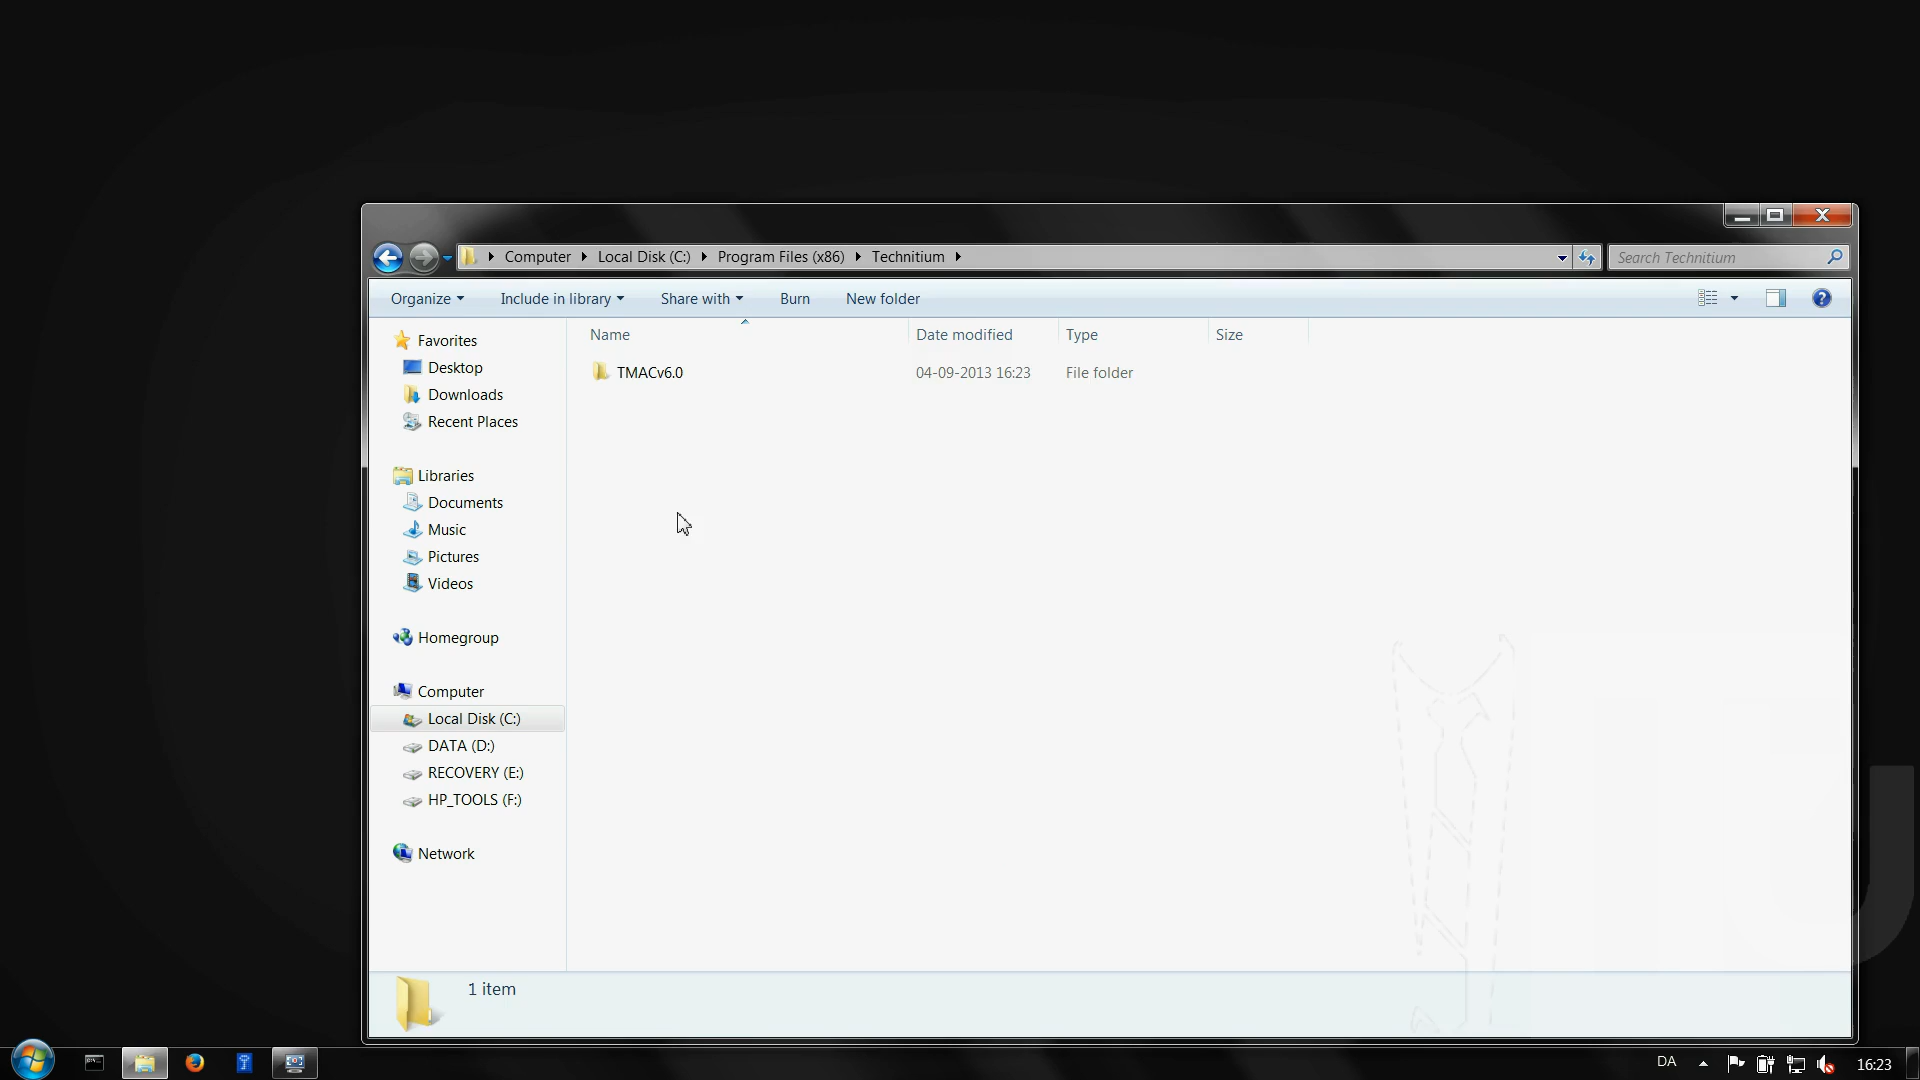 Computer Local Disk (C:) Program Files (x86) Technitium
Search Technitium
Organize Include in library Share with Burn New folder
Name Date modified Type Size
TMACv6.0 04-09-2013 16:23 File folder
Favorites
Desktop
Downloads
Recent Places
Libraries
Documents
Music
Pictures
Videos
Homegroup
Computer
Local Disk (C:)
DATA (D:)
RECOVERY (E:)
HP_TOOLS (F:)
Network
1 item
DA
16:23